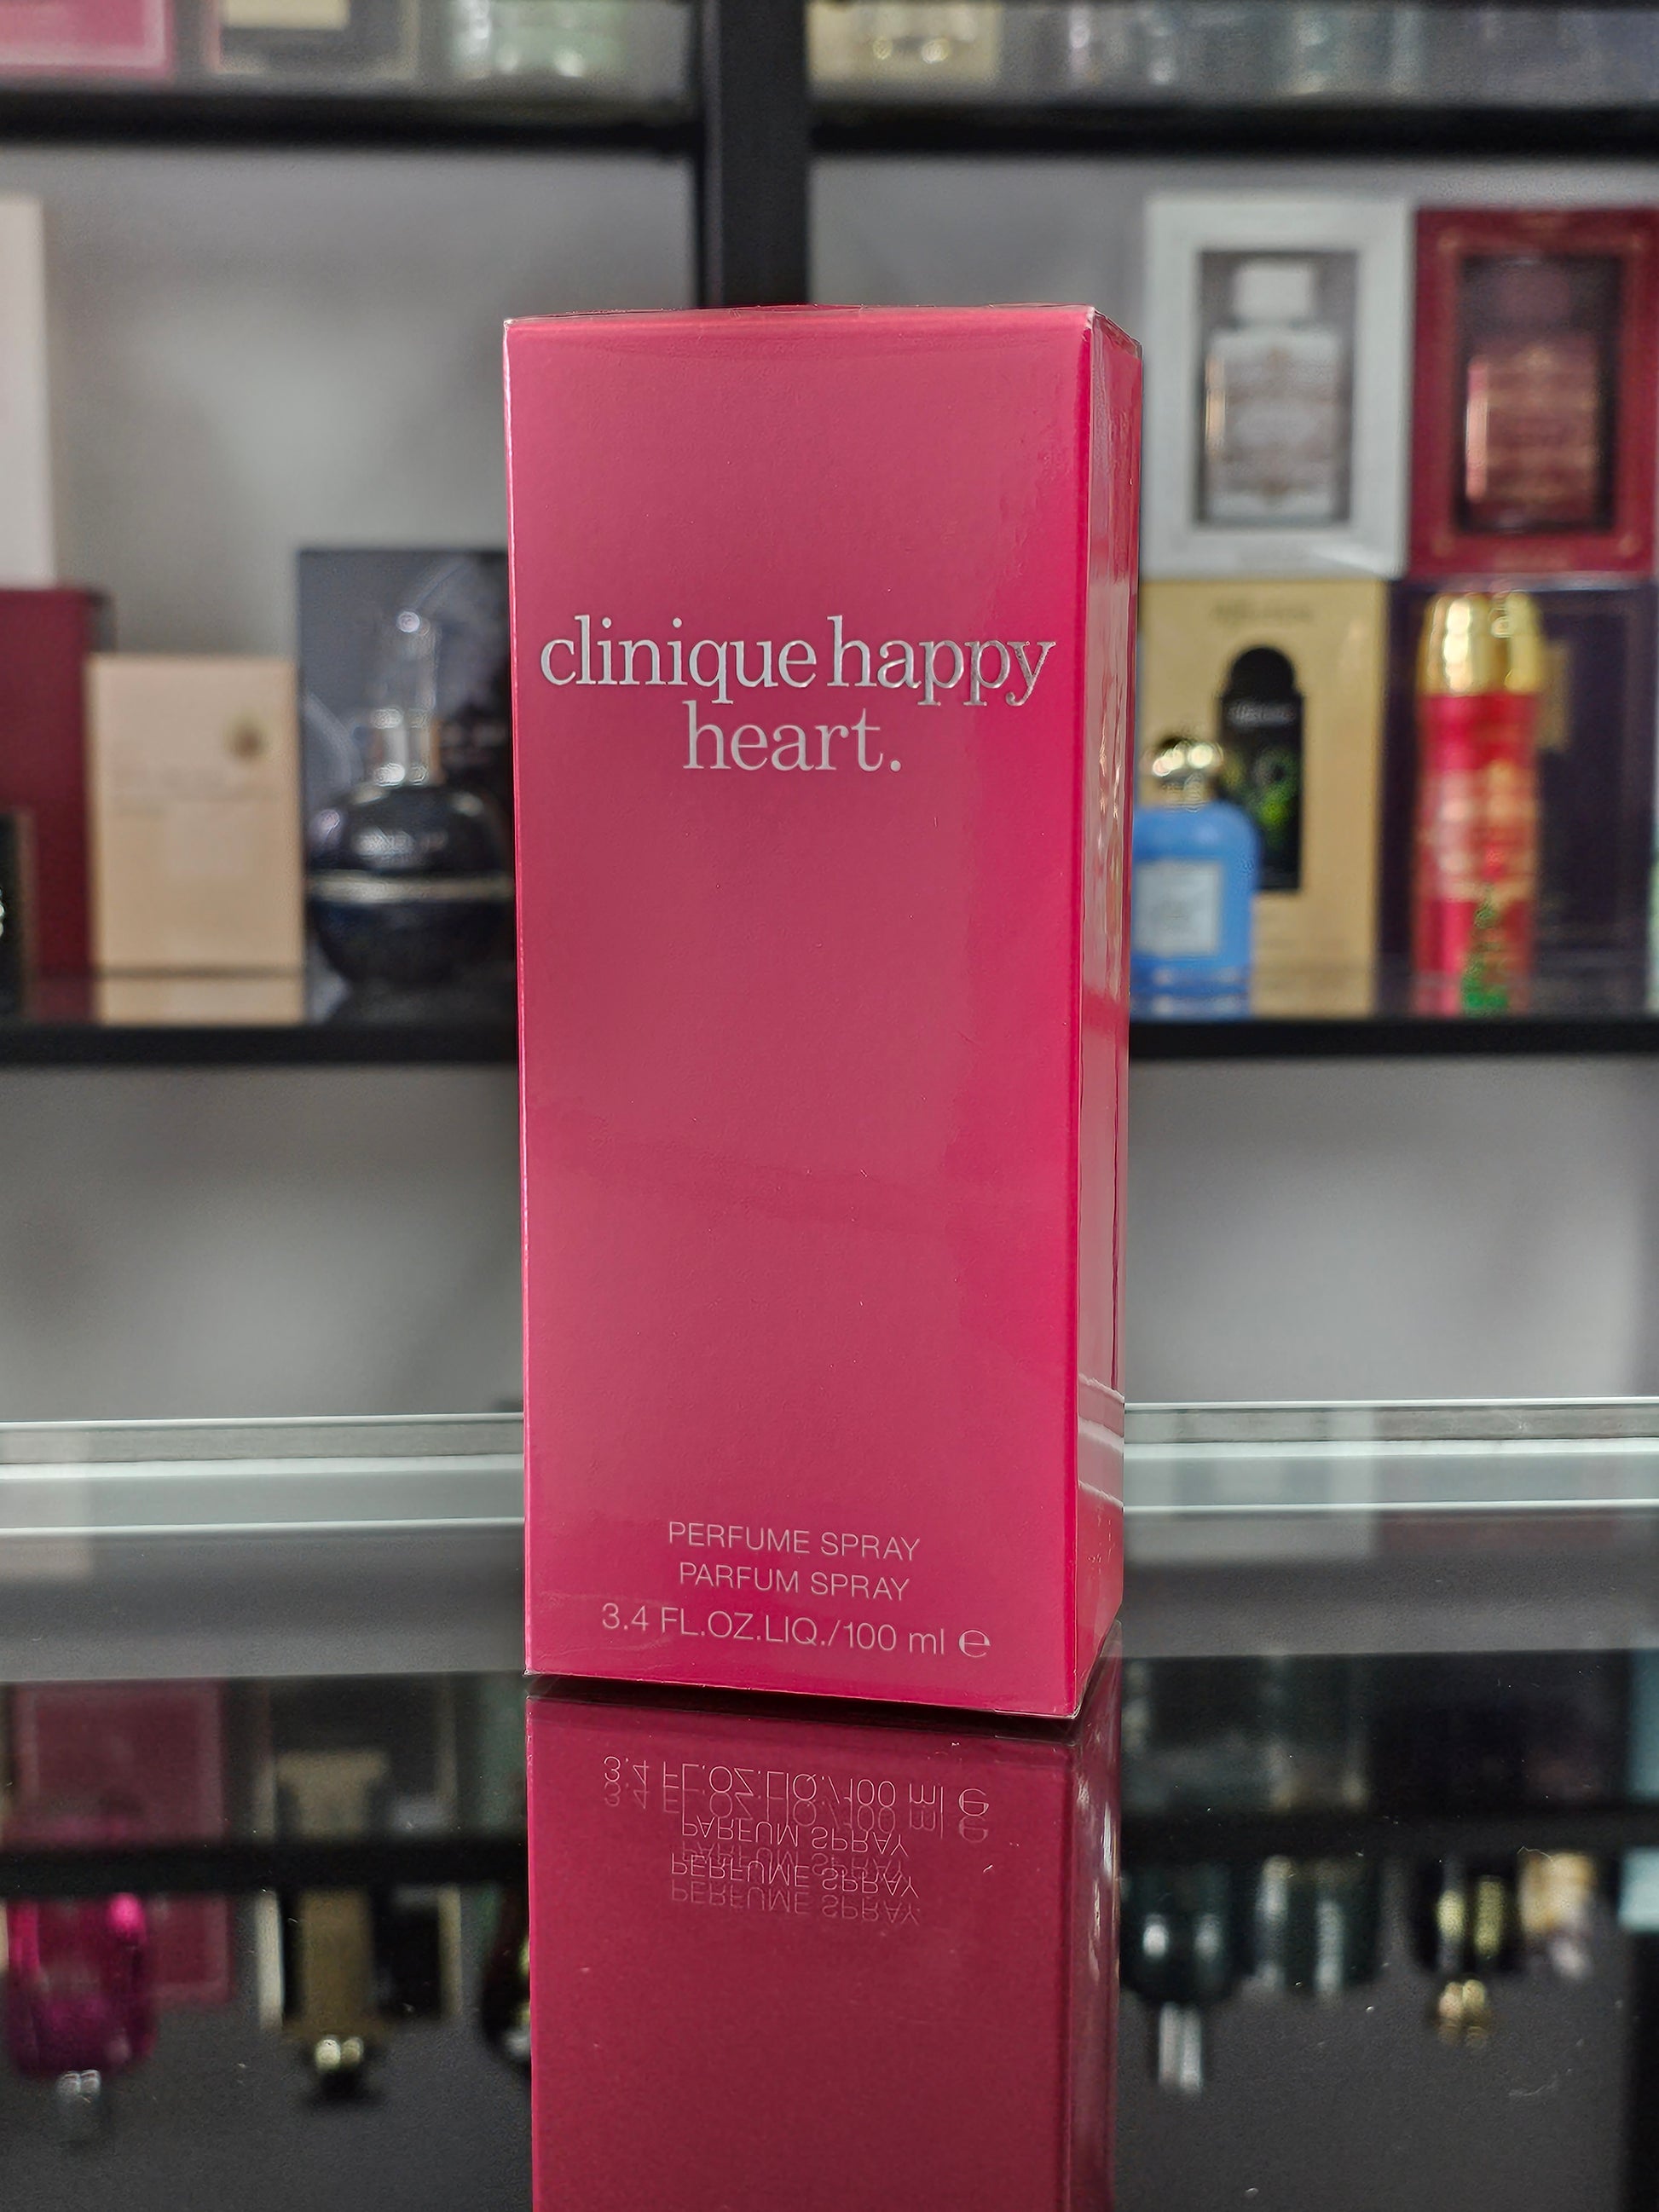 clinique happy
heart.
PERFUME SPRAY
PARFUM SPRAY
3.4 FL.OZ.LIQ./100 ml ℮